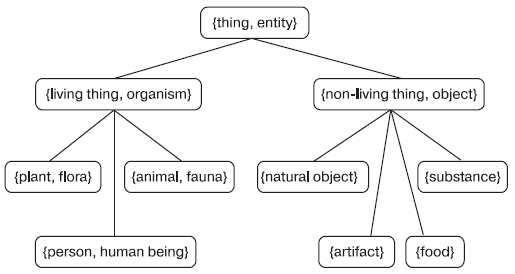 {thing, entity}
{living thing, organism}
{non-living thing, object}
{plant, flora}
{animal, fauna}
{natural object}
{substance}
{person, human being}
{artifact}
{food}